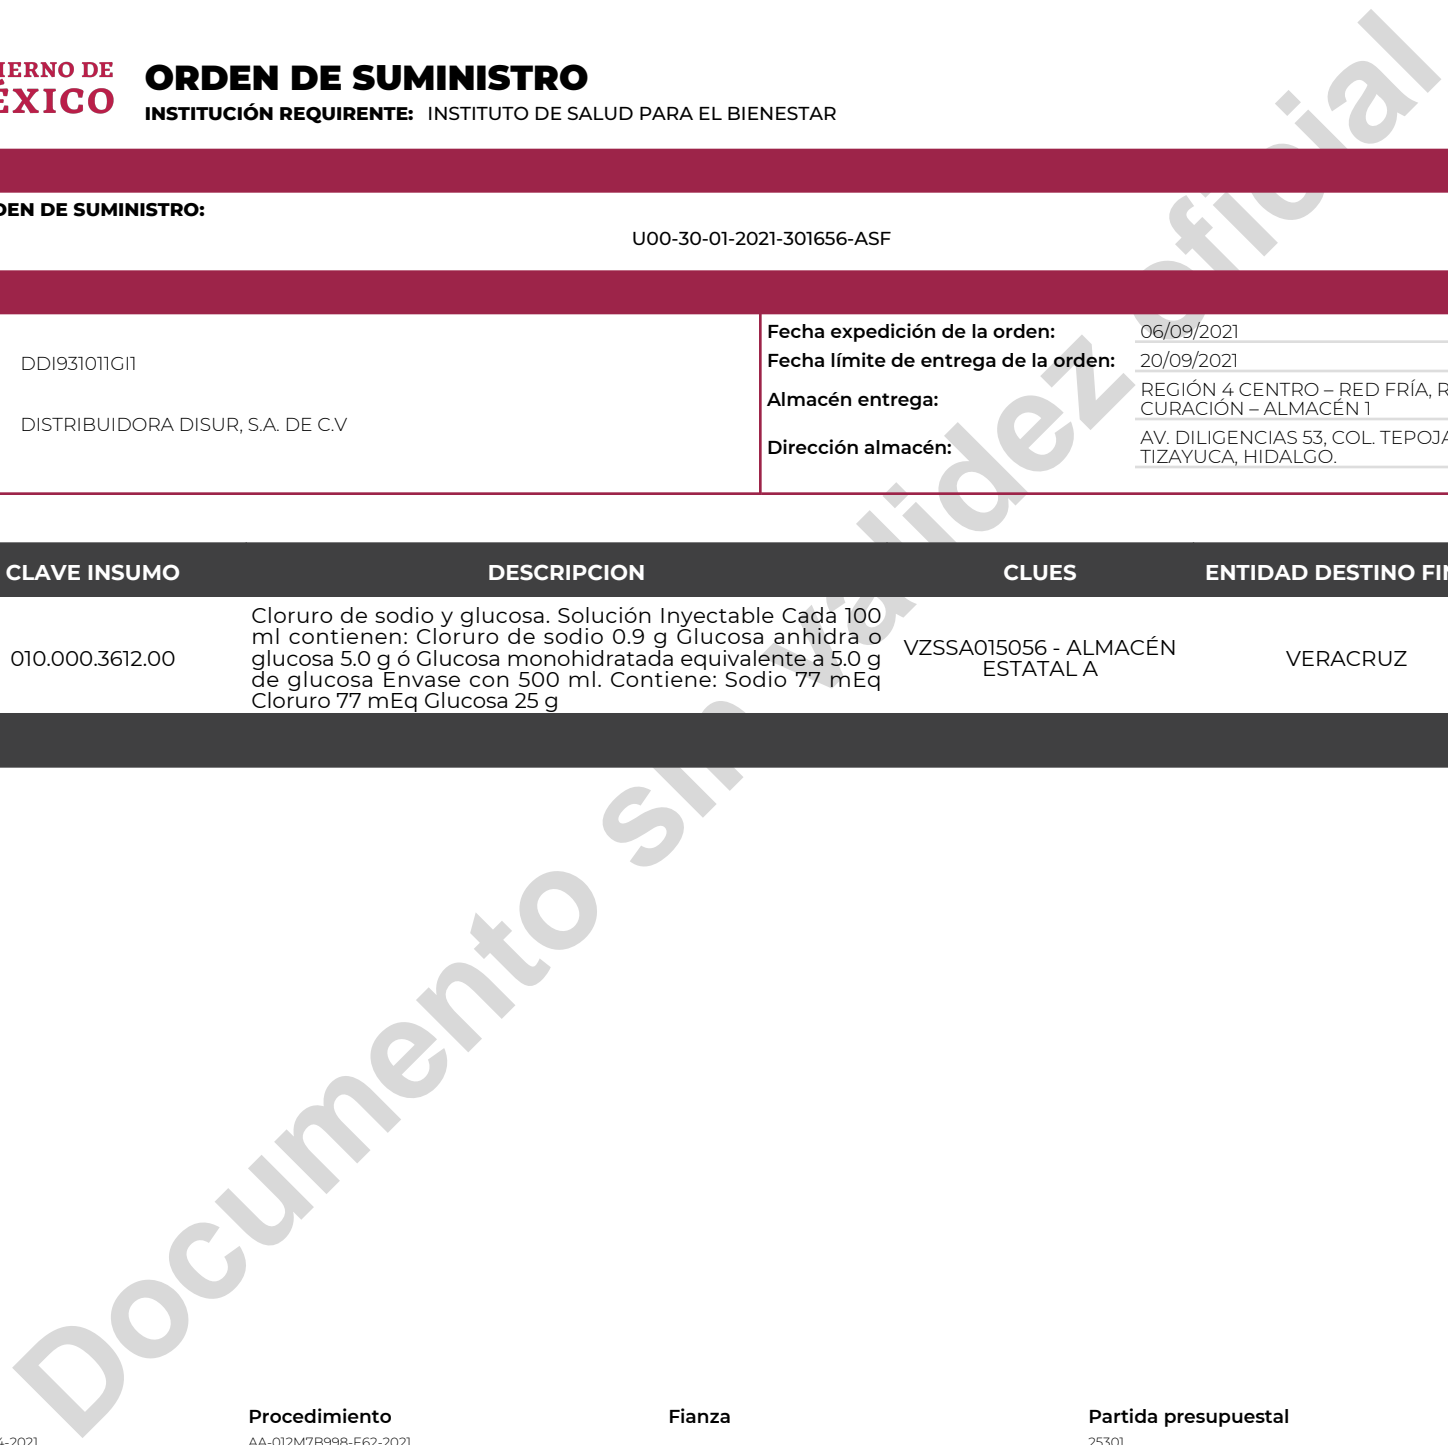 IERNO DE
ÉXICO
ORDEN DE SUMINISTRO
INSTITUCIÓN REQUIRENTE: INSTITUTO DE SALUD PARA EL BIENESTAR
DEN DE SUMINISTRO:
U00-30-01-2021-301656-ASF
DDI931011GI1
DISTRIBUIDORA DISUR, S.A. DE C.V
Fecha expedición de la orden: 06/09/2021
Fecha límite de entrega de la orden: 20/09/2021
Almacén entrega: REGIÓN 4 CENTRO – RED FRÍA, R
CURACIÓN – ALMACÉN 1
Dirección almacén: AV. DILIGENCIAS 53, COL. TEPOJA
TIZAYUCA, HIDALGO.
CLAVE INSUMO DESCRIPCION CLUES ENTIDAD DESTINO FIN
010.000.3612.00
Cloruro de sodio y glucosa. Solución Inyectable Cada 100
ml contienen: Cloruro de sodio 0.9 g Glucosa anhidra o
glucosa 5.0 g ó Glucosa monohidratada equivalente a 5.0 g
de glucosa Envase con 500 ml. Contiene: Sodio 77 mEq
Cloruro 77 mEq Glucosa 25 g
VZSSA015056 - ALMACÉN
ESTATAL A
VERACRUZ
Documento sin validez oficial
Procedimiento Fianza Partida presupuestal
4-2021 AA-012M7B998-E62-2021 25301